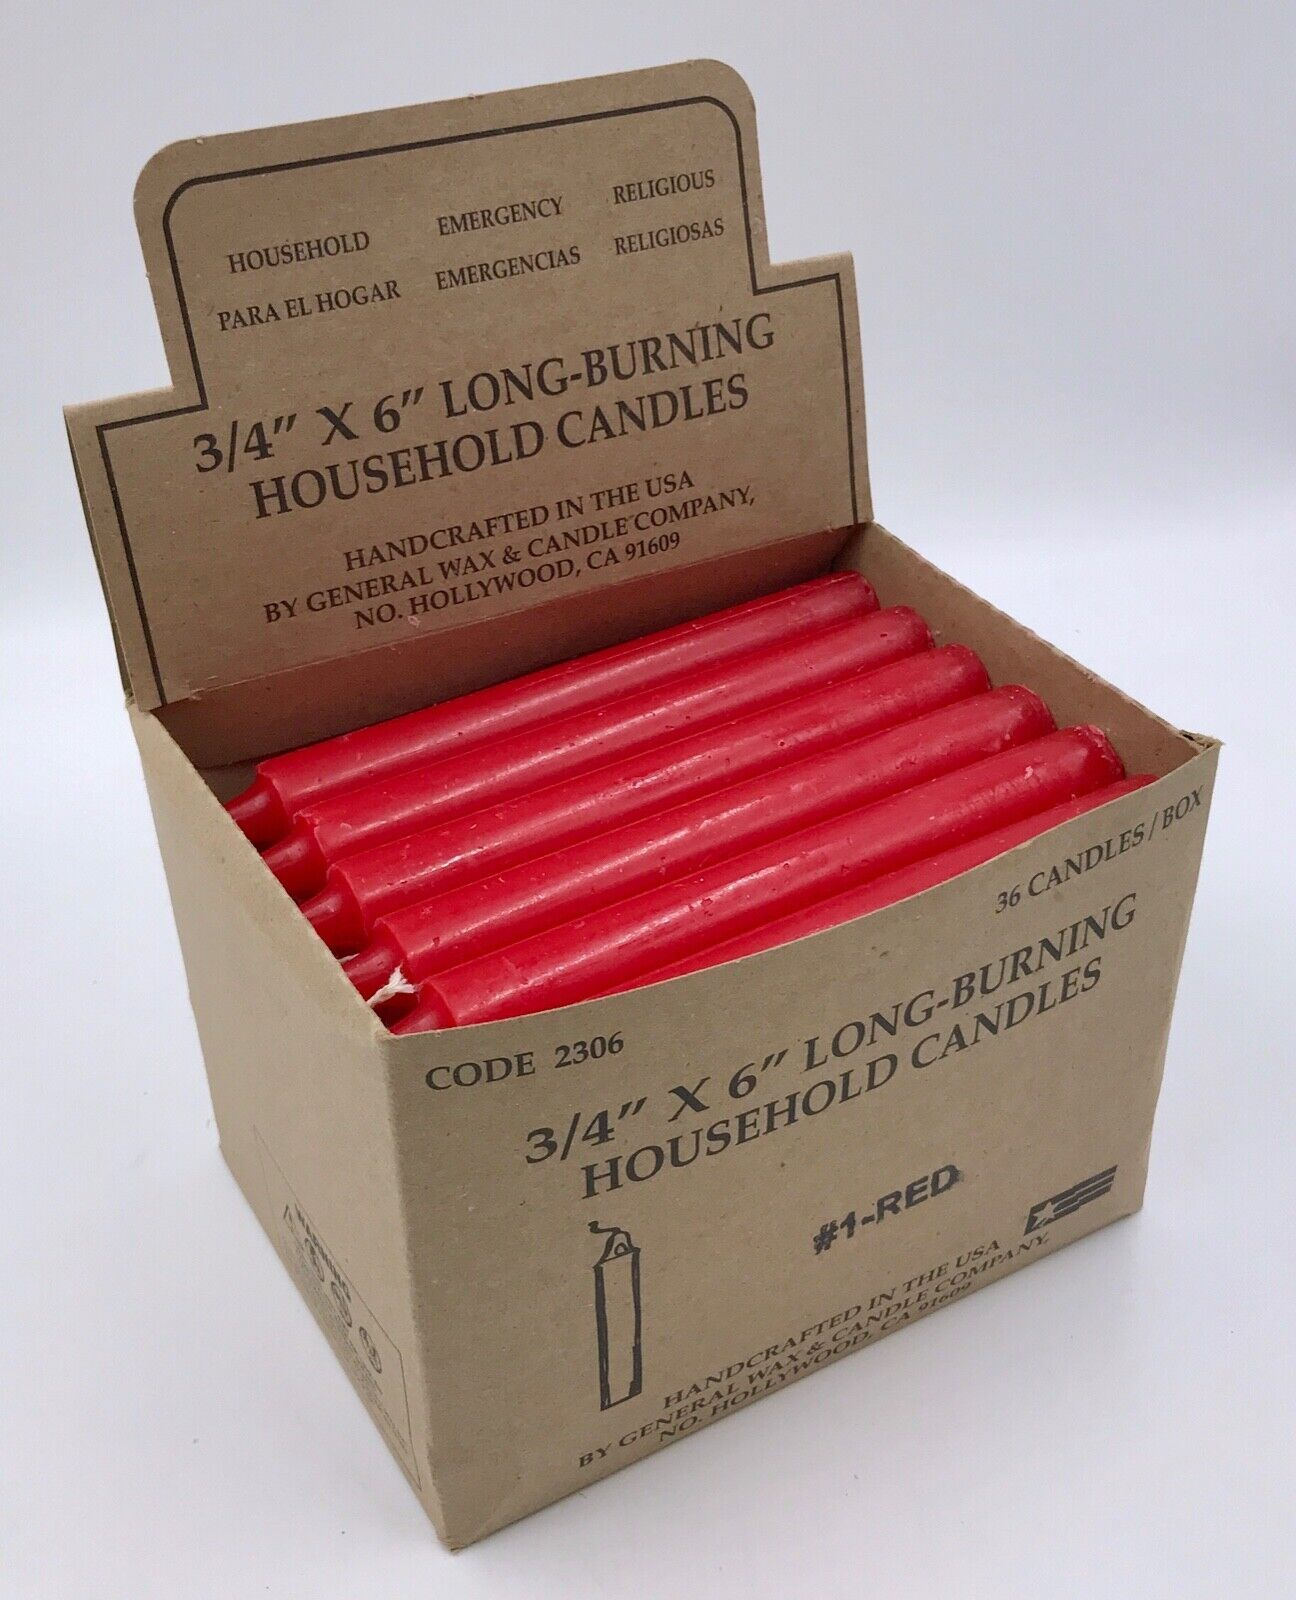 HOUSEHOLD EMERGENCY RELIGIOUS
PARA EL HOGAR EMERGENCIAS RELIGIOSAS
3/4" X 6" LONG-BURNING
HOUSEHOLD CANDLES
HANDCRAFTED IN THE USA
BY GENERAL WAX & CANDLE COMPANY,
NO. HOLLYWOOD, CA 91609
36 CANDLES/BOX
CODE 2306
3/4" X 6" LONG-BURNING
HOUSEHOLD CANDLES
#1-RED
HANDCRAFTED IN THE USA
BY GENERAL WAX & CANDLE COMPANY,
NO. HOLLYWOOD, CA 91609
WARNING